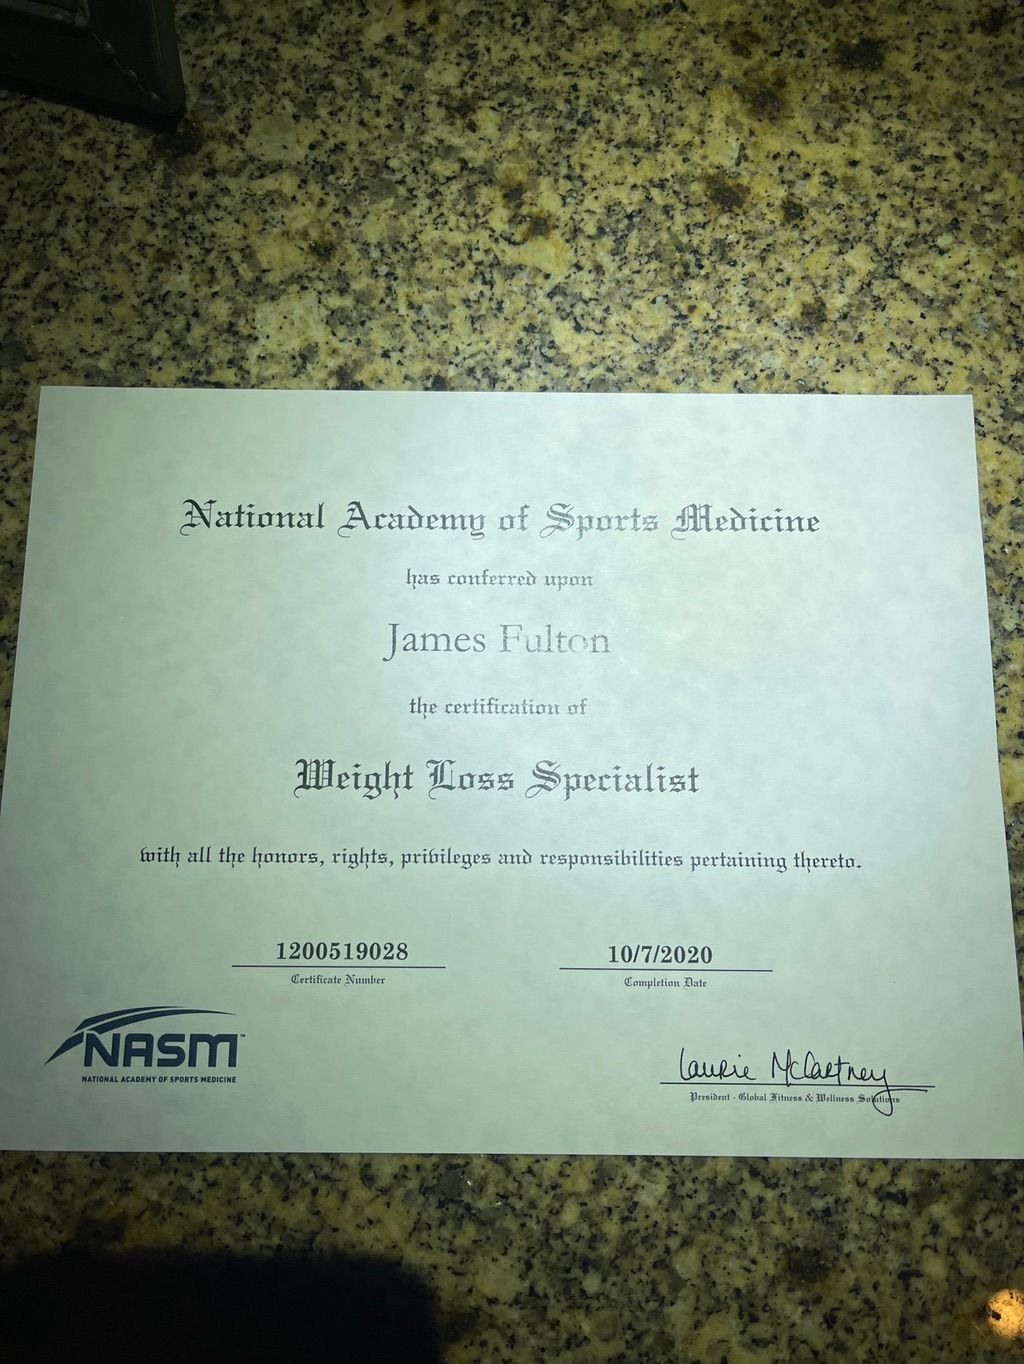 National Academy of Sports Medicine
has conferred upon
James Fulton
the certification of
Weight Loss Specialist
with all the honors, rights, privileges and responsibilities pertaining thereto.
1200519028
Certificate Number
10/7/2020
Completion Date
NASM™
NATIONAL ACADEMY OF SPORTS MEDICINE
Laurie McCartney
President - Global Fitness & Wellness Solutions